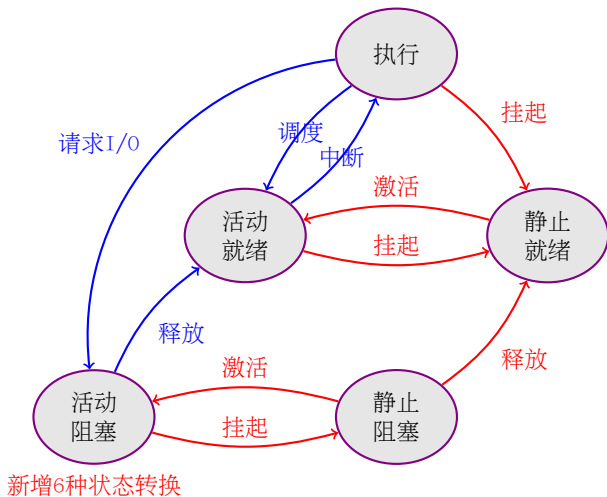 执行
请求I/O
调度
中断
挂起
激活
活动
就绪
静止
就绪
挂起
释放
释放
激活
活动
阻塞
静止
阻塞
挂起
新增6种状态转换